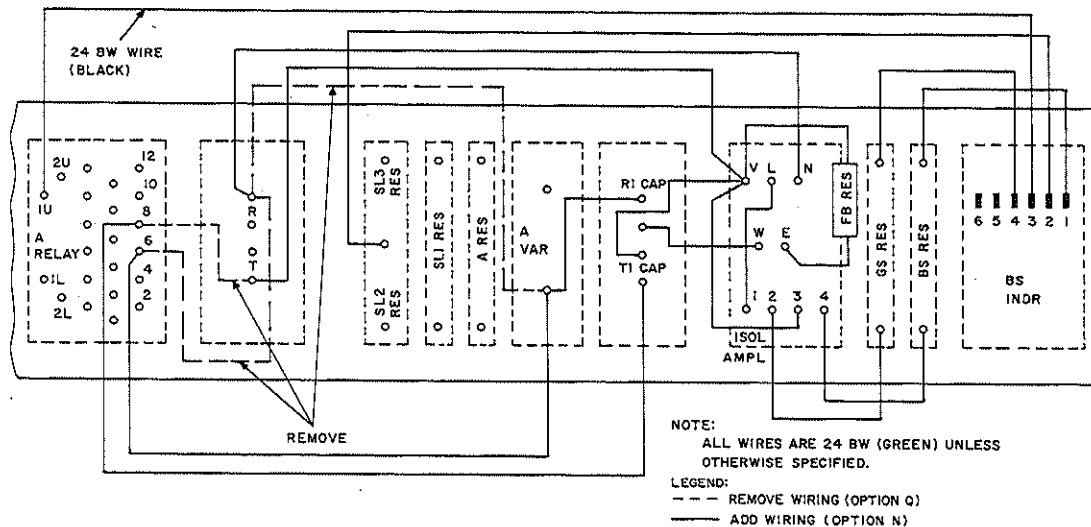 24 BW WIRE
(BLACK)
2U
12
10
1U
8
A
RELAY
6
1L
4
2L
2
R
T
SL3
RES
SL2
RES
SL1 RES
A RES
A
VAR
R1 CAP
T1 CAP
V
L
N
W
E
1
2
3
4
ISOL
AMPL
FB RES
GS RES
BS RES
6
5
4
3
2
1
BS
INDR
REMOVE
NOTE:
ALL WIRES ARE 24 BW (GREEN) UNLESS
OTHERWISE SPECIFIED.
LEGEND:
REMOVE WIRING (OPTION Q)
ADD WIRING (OPTION N)